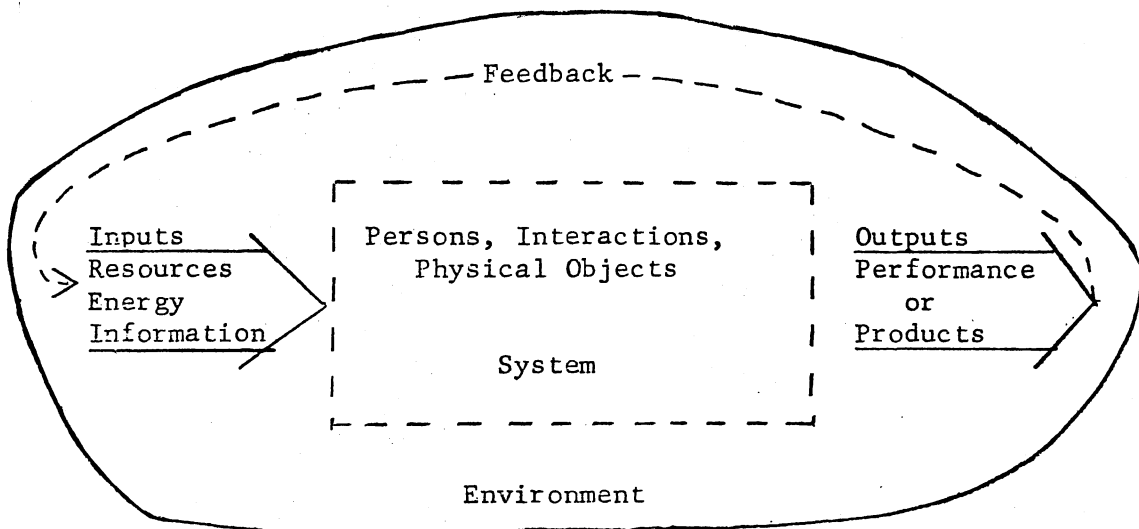 Feedback
Inputs
Resources
Energy
Information
Persons, Interactions,
Physical Objects
System
Outputs
Performance
or
Products
Environment